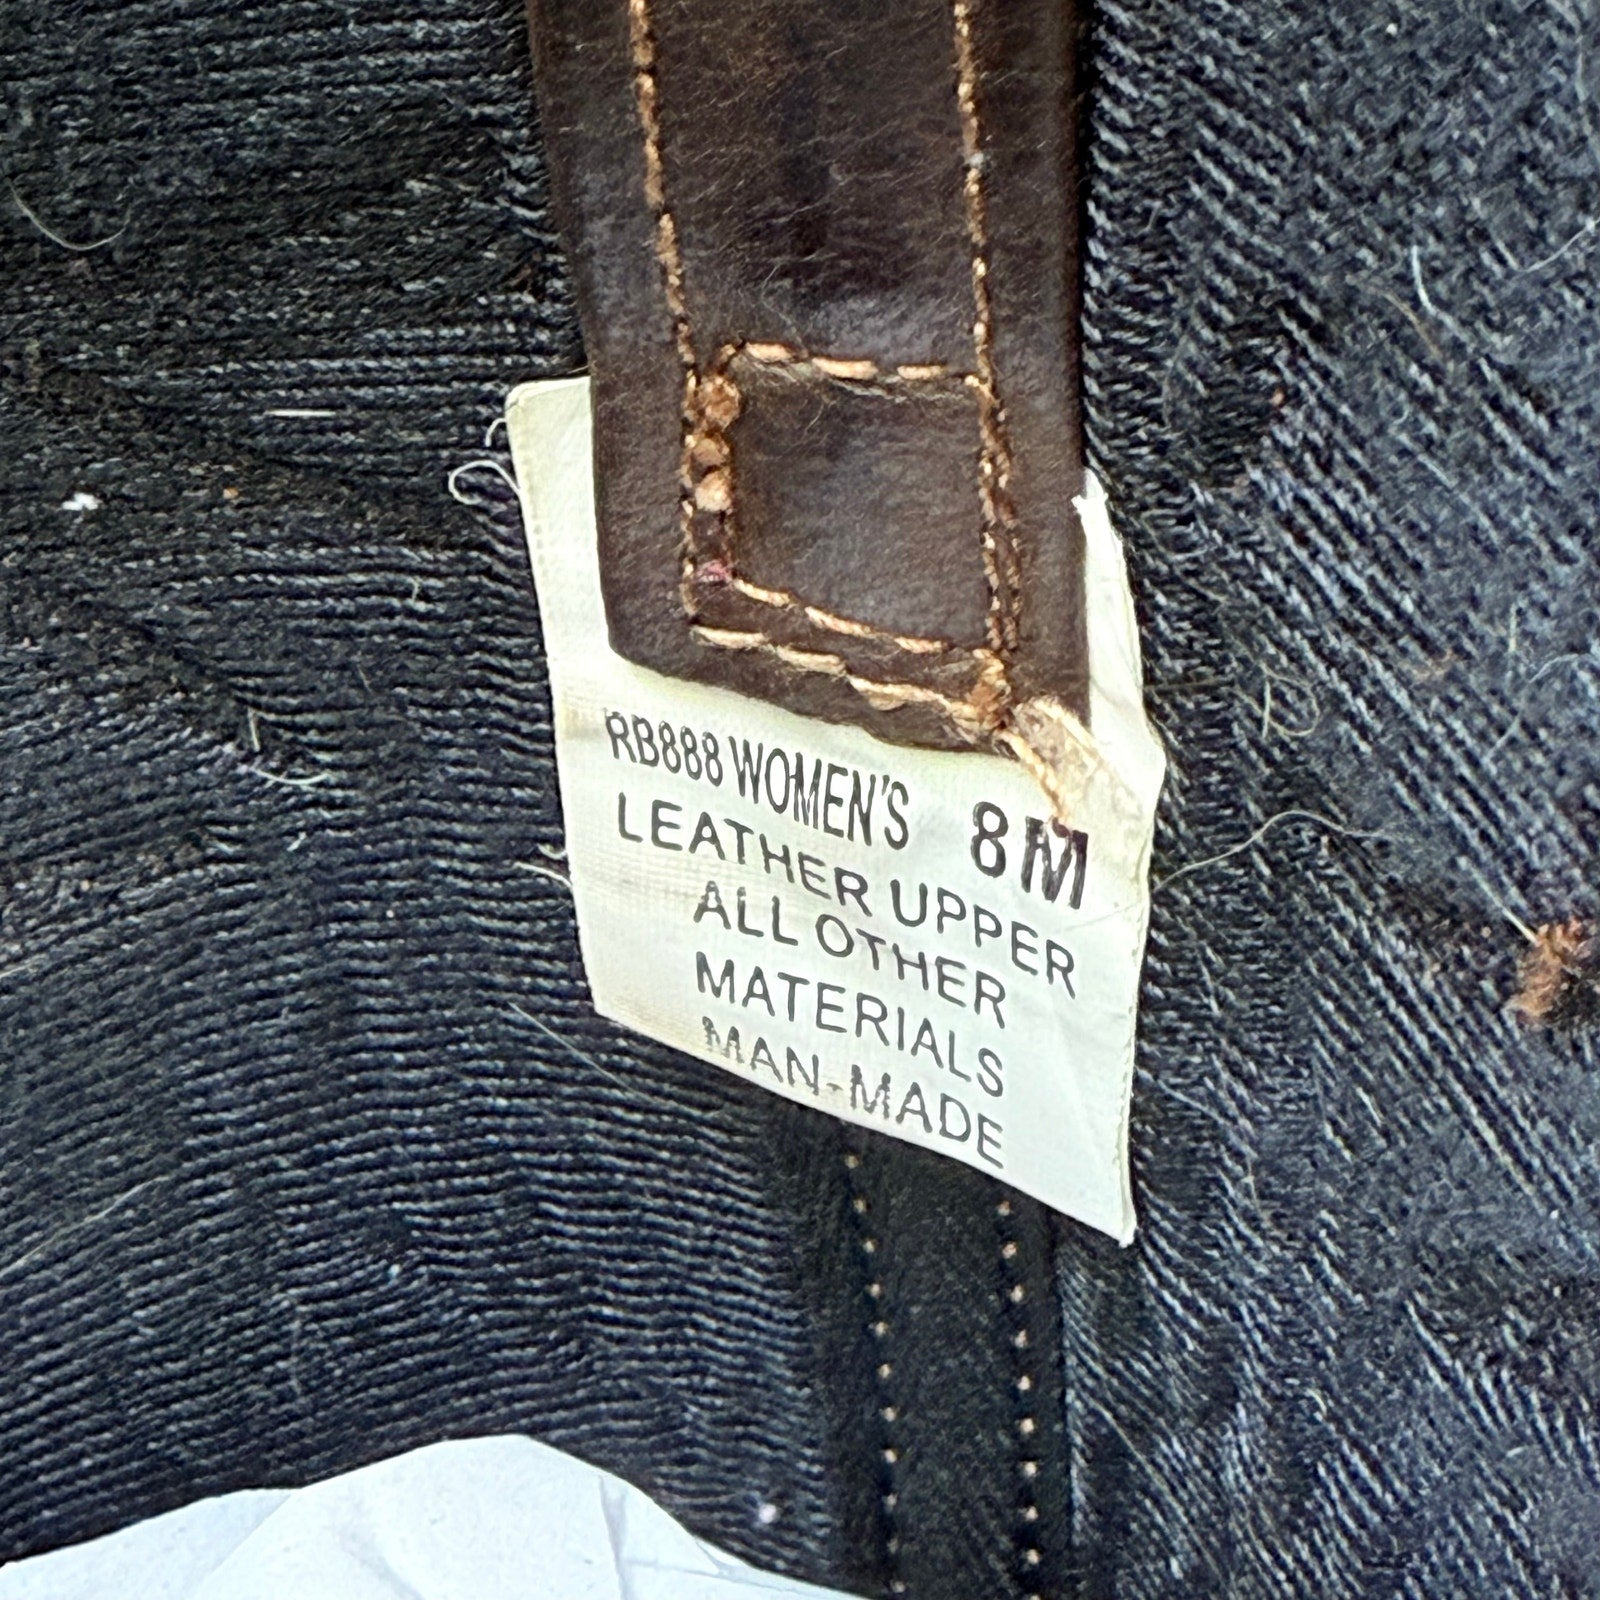 RB888 WOMEN'S 8M
LEATHER UPPER
ALL OTHER
MATERIALS
MAN-MADE